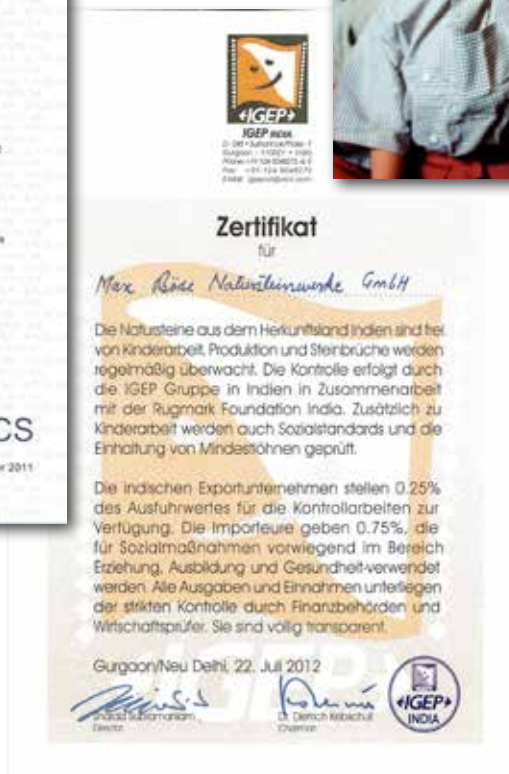 CS
r 2011
IGEP
IGEP INDIA
Zertifikat
für
Max Böse Natursteinwerke GmbH
Die Natursteine aus dem Herkunftsland Indien sind frei
von Kinderarbeit. Produktion und Steinbrüche werden
regelmäßig überwacht. Die Kontrolle erfolgt durch
die IGEP Gruppe in Indien in Zusammenarbeit
mit der Rugmark Foundation India. Zusätzlich zu
Kinderarbeit werden auch Sozialstandards und die
Einhaltung von Mindestlöhnen geprüft.
Die indischen Exportunternehmen stellen 0.25%
des Ausfuhrwertes für die Kontrollarbeiten zur
Verfügung. Die Importeure geben 0.75%, die
für Sozialmaßnahmen vorwiegend im Bereich
Erziehung, Ausbildung und Gesundheit verwendet
werden. Alle Ausgaben und Einnahmen unterliegen
der strikten Kontrolle durch Finanzbehörden und
Wirtschaftsprüfer. Sie sind völlig transparent.
Gurgaon/Neu Delhi, 22. Juli 2012
Director
Dr. Dietrich Kebschull
Chairman
IGEP
INDIA